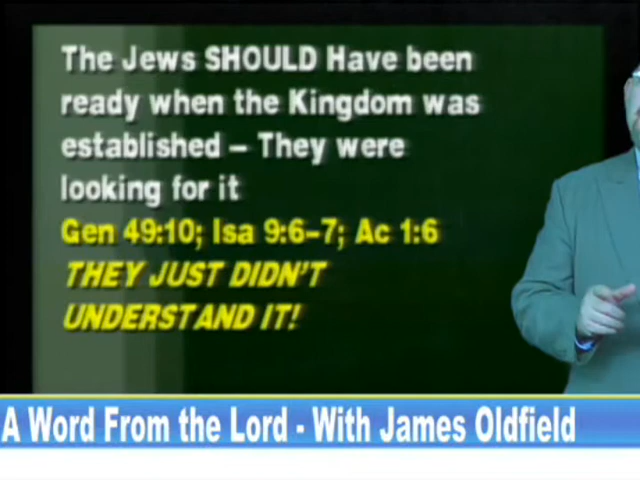 The Jews SHOULD Have been
ready when the Kingdom was
established – They were
looking for it
Gen 49:10; Isa 9:6-7; Ac 1:6
THEY JUST DIDN'T
UNDERSTAND IT!
A Word From the Lord - With James Oldfield